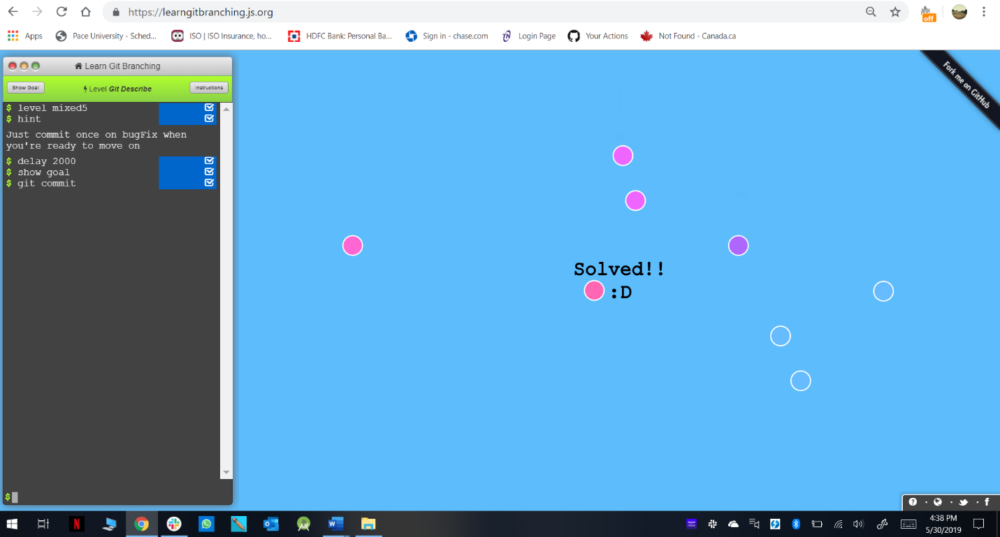 https://learngitbranching.js.org
off
Apps
Pace University - Sched...
ISO | ISO Insurance, ho...
HDFC Bank: Personal Ba...
Sign in - chase.com
Login Page
Your Actions
Not Found - Canada.ca
Learn Git Branching
Show Goal
Level Git Describe
Instructions
$ level mixed5
$ hint
Just commit once on bugFix when
you're ready to move on
$ delay 2000
$ show goal
$ git commit
$
Solved!!
:D
Fork me on GitHub
4:38 PM
5/30/2019